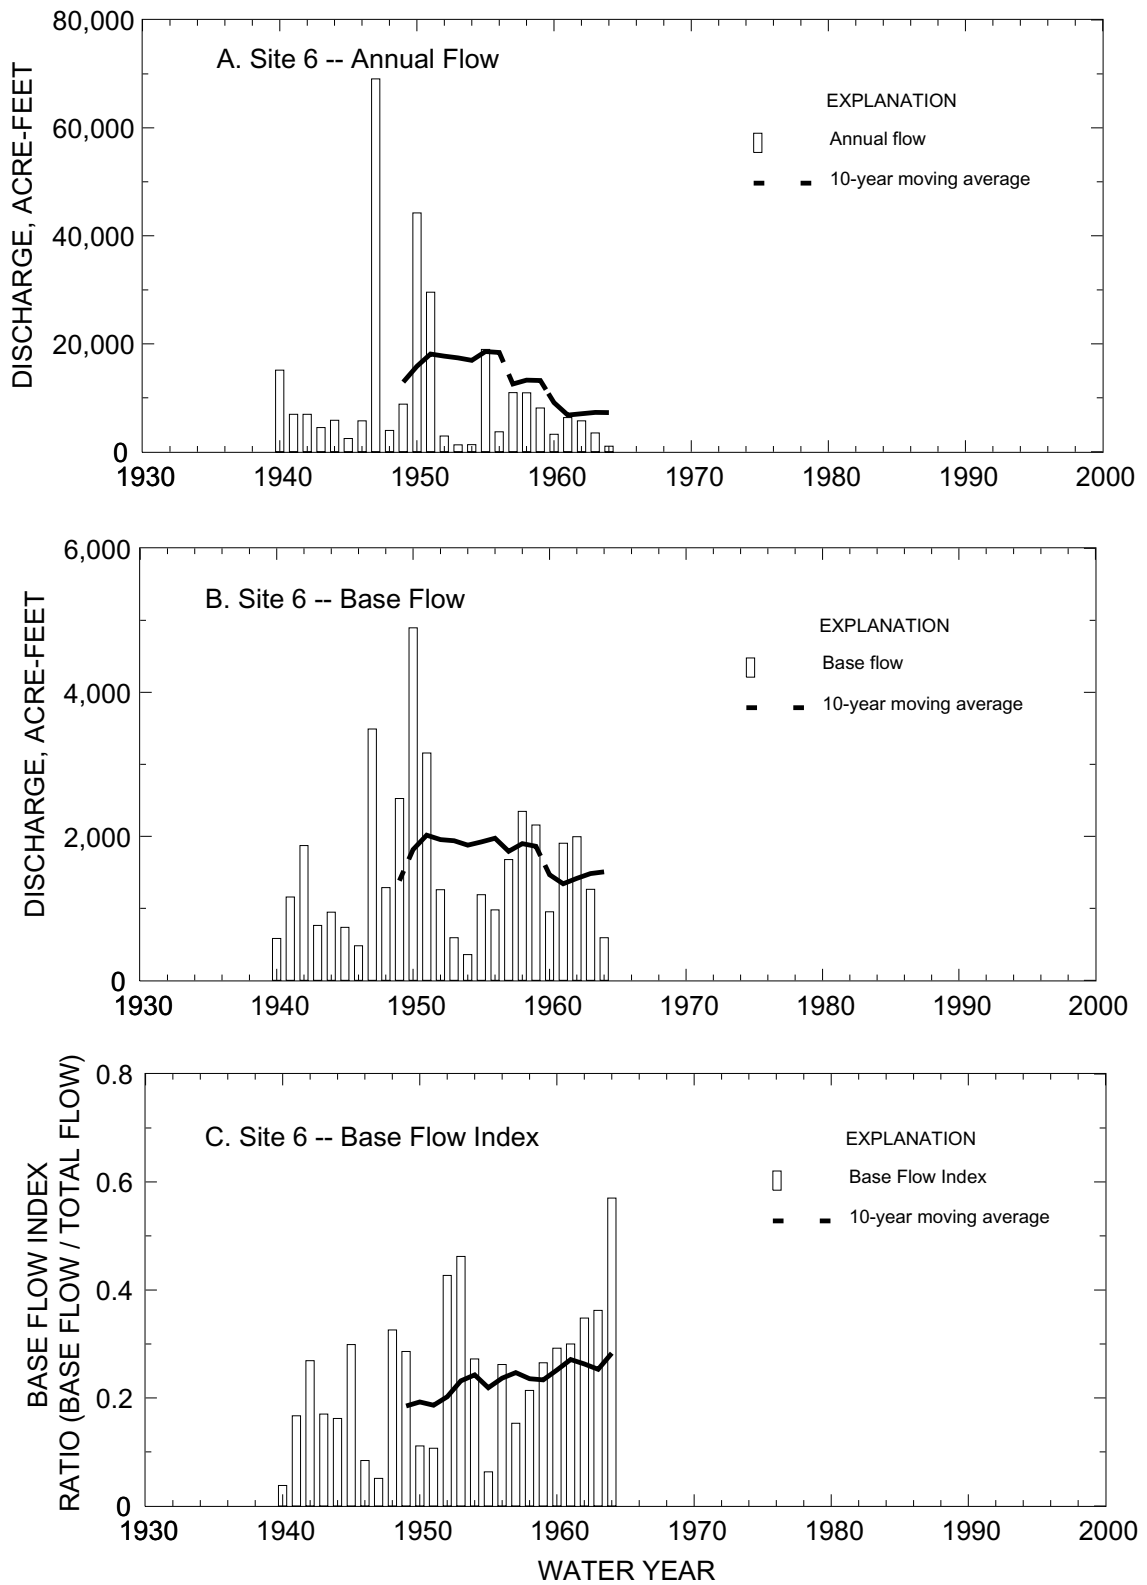 A. Site 6 -- Annual Flow
DISCHARGE, ACRE-FEET
80,000
60,000
40,000
20,000
0
EXPLANATION
Annual flow
10-year moving average
1930 1940 1950 1960 1970 1980 1990 2000
B. Site 6 -- Base Flow
DISCHARGE, ACRE-FEET
6,000
4,000
2,000
0
EXPLANATION
Base flow
10-year moving average
1930 1940 1950 1960 1970 1980 1990 2000
C. Site 6 -- Base Flow Index
BASE FLOW INDEX
RATIO (BASE FLOW / TOTAL FLOW)
0.8
0.6
0.4
0.2
0
EXPLANATION
Base Flow Index
10-year moving average
1930 1940 1950 1960 1970 1980 1990 2000
WATER YEAR